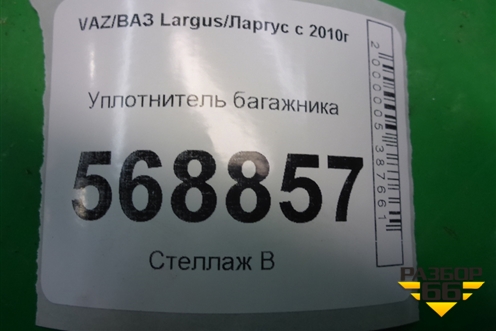 VAZ/ВАЗ Largus/Ларгус с 2010г
Уплотнитель багажника
568857
Стеллаж В
2000005387661
РАЗБОР
66